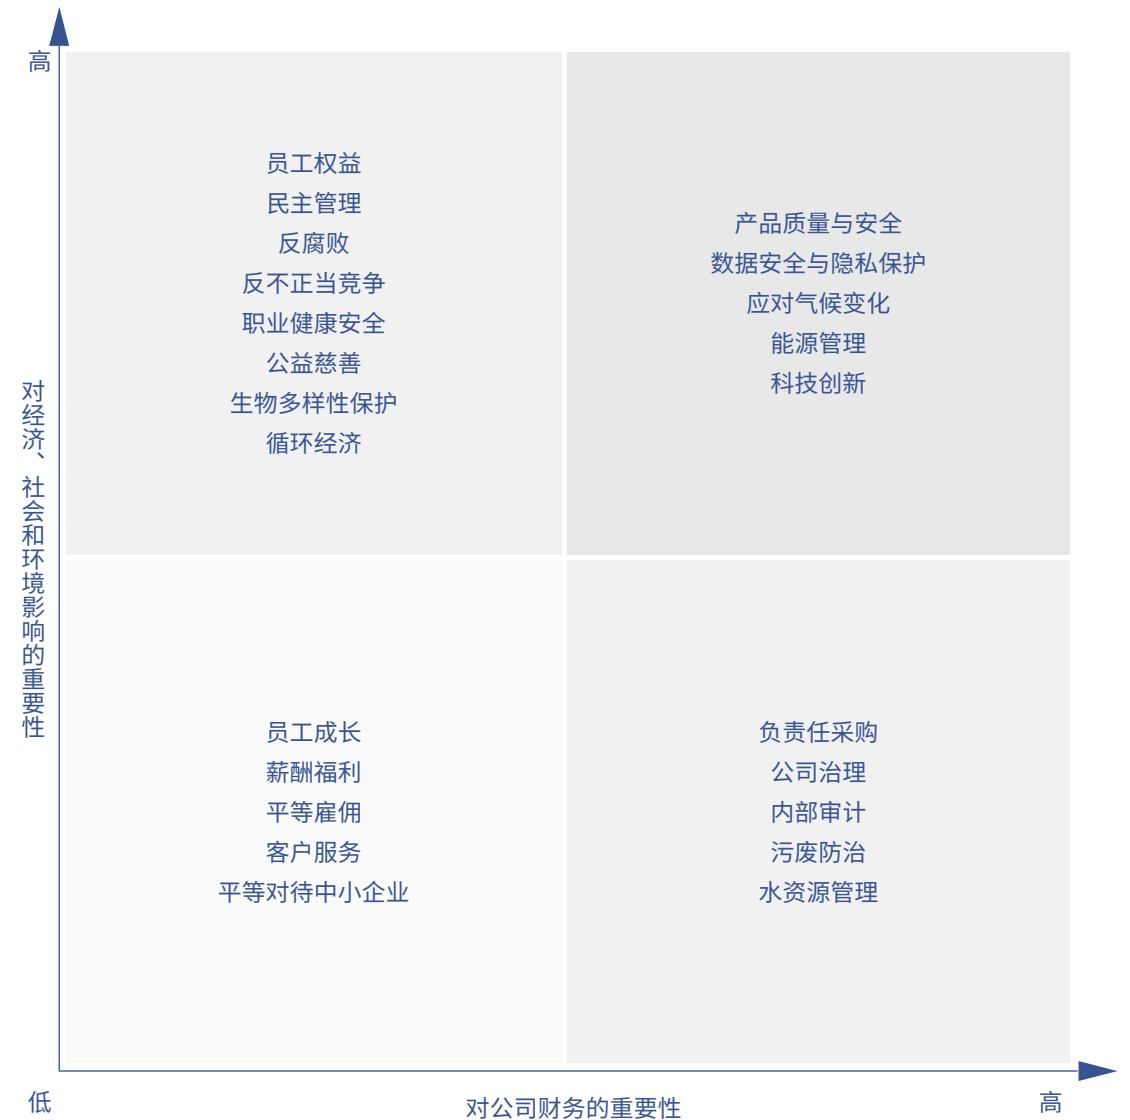 高
员工权益
民主管理
反腐败
反不正当竞争
职业健康安全
公益慈善
生物多样性保护
循环经济
产品质量与安全
数据安全与隐私保护
应对气候变化
能源管理
科技创新
对经济、社会和环境影响的重要性
员工成长
薪酬福利
平等雇佣
客户服务
平等对待中小企业
负责任采购
公司治理
内部审计
污废防治
水资源管理
低
对公司财务的重要性
高